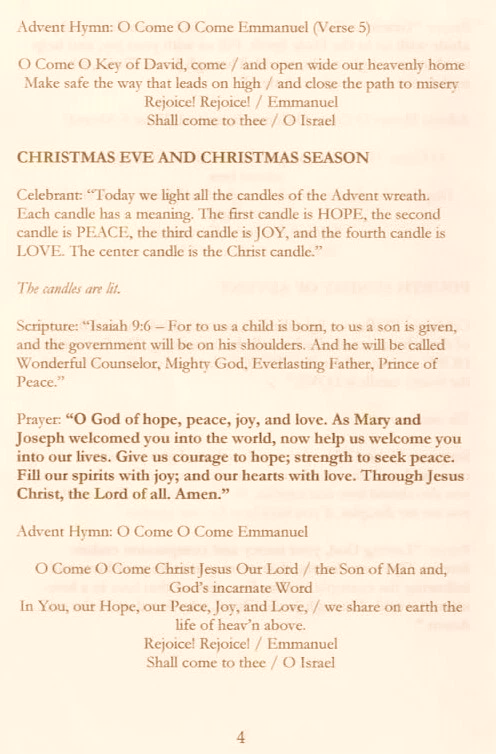 Advent Hymn: O Come O Come Emmanuel (Verse 5)
O Come O Key of David, come / and open wide our heavenly home
Make safe the way that leads on high / and close the path to misery
Rejoice! Rejoice! / Emmanuel
Shall come to thee / O Israel
CHRISTMAS EVE AND CHRISTMAS SEASON
Celebrant: “Today we light all the candles of the Advent wreath.
Each candle has a meaning. The first candle is HOPE, the second
candle is PEACE, the third candle is JOY, and the fourth candle is
LOVE. The center candle is the Christ candle.”
The candles are lit.
Scripture: “Isaiah 9:6 – For to us a child is born, to us a son is given,
and the government will be on his shoulders. And he will be called
Wonderful Counselor, Mighty God, Everlasting Father, Prince of
Peace.”
Prayer: “O God of hope, peace, joy, and love. As Mary and
Joseph welcomed you into the world, now help us welcome you
into our lives. Give us courage to hope; strength to seek peace.
Fill our spirits with joy; and our hearts with love. Through Jesus
Christ, the Lord of all. Amen.”
Advent Hymn: O Come O Come Emmanuel
O Come O Come Christ Jesus Our Lord / the Son of Man and,
God’s incarnate Word
In You, our Hope, our Peace, Joy, and Love, / we share on earth the
life of heav’n above.
Rejoice! Rejoice! / Emmanuel
Shall come to thee / O Israel
4